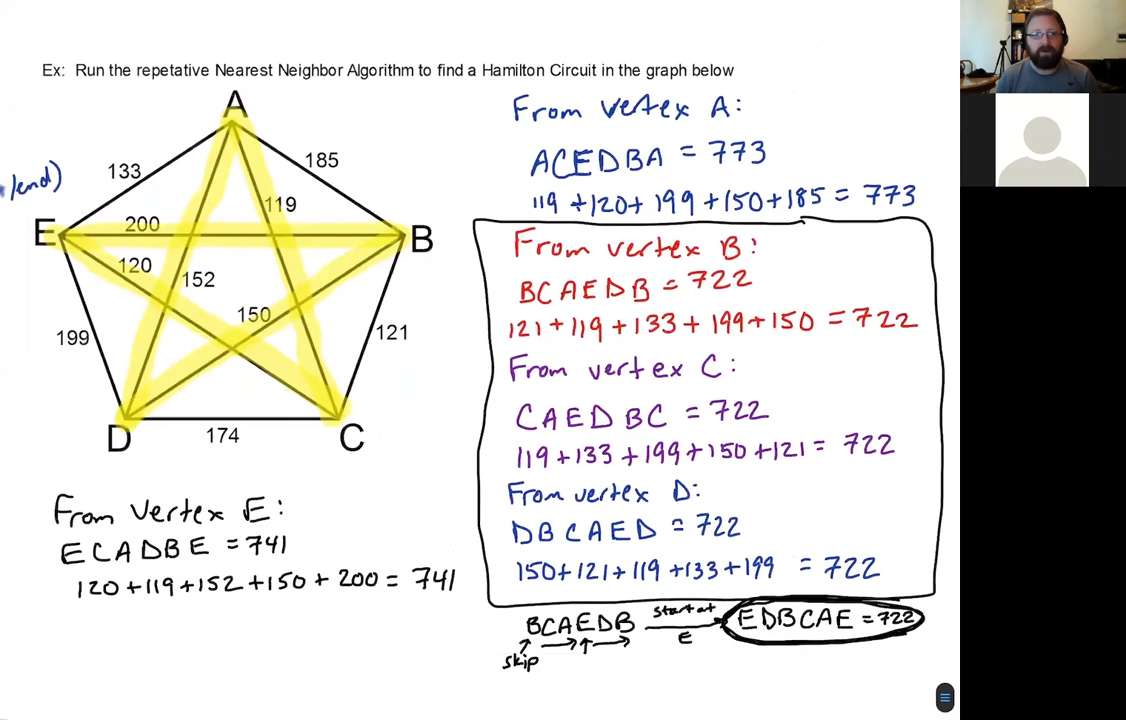 Ex: Run the repetative Nearest Neighbor Algorithm to find a Hamilton Circuit in the graph below
A
133
185
/end)
119
E
200
B
120
152
150
199
121
D
174
C
From vertex A:
ACEDBA = 773
119 +120+ 199 +150+185 = 773
From vertex B:
BCAEDB = 722
121+119+133+199+150 = 722
From vertex C:
CAEDBC = 722
119+133+199+150+121= 722
From vertex D:
DBCAED = 722
150+121+119+133+199 = 722
From Vertex E:
ECADBE = 741
120+119+152+150+200= 741
BCAEDB start at E EDBCAE = 722
skip